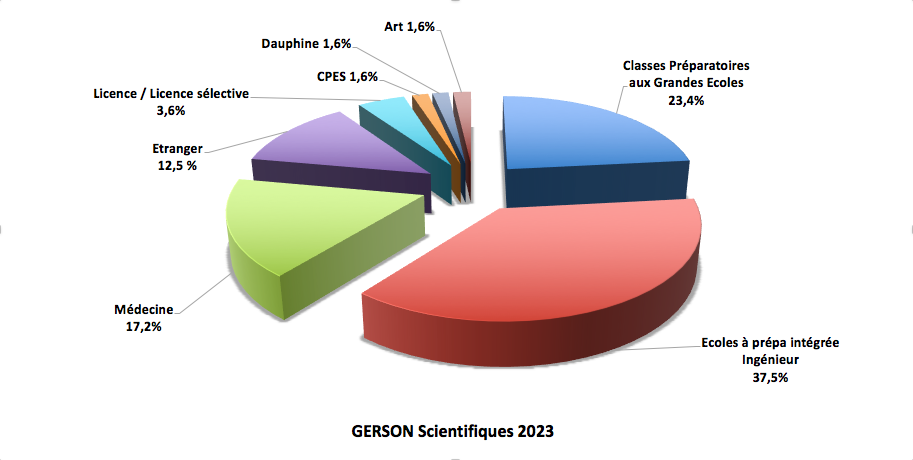 Art 1,6%
Dauphine 1,6%
CPES 1,6%
Licence / Licence sélective
3,6%
Etranger
12,5 %
Médecine
17,2%
Classes Préparatoires
aux Grandes Ecoles
23,4%
Ecoles à prépa intégrée
Ingénieur
37,5%
GERSON Scientifiques 2023